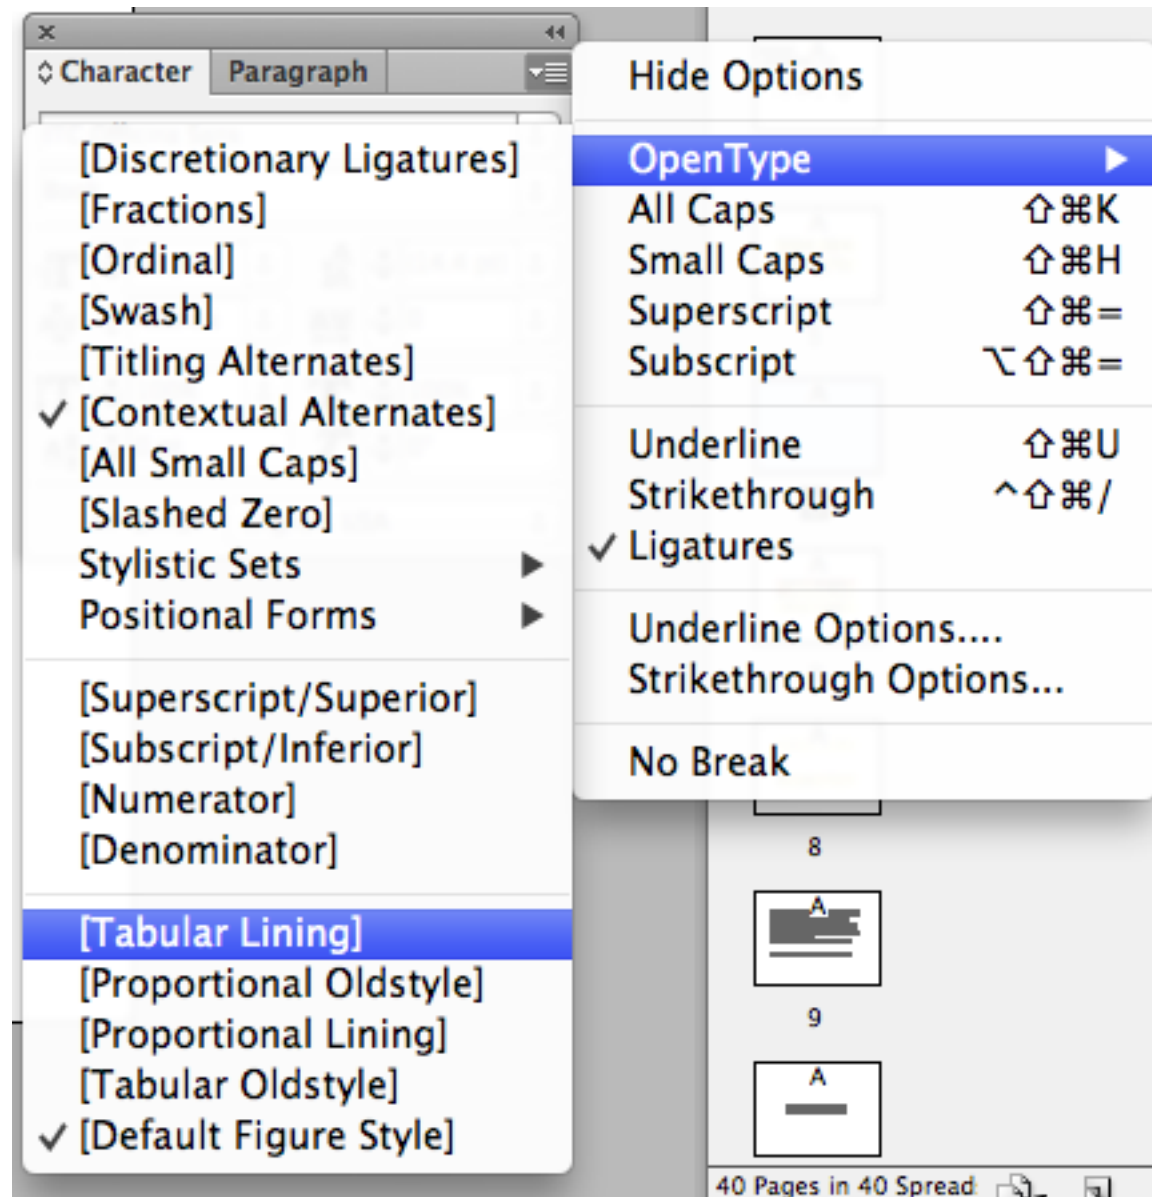 Character Paragraph
[Discretionary Ligatures]
[Fractions]
[Ordinal]
[Swash]
[Titling Alternates]
✓ [Contextual Alternates]
[All Small Caps]
[Slashed Zero]
Stylistic Sets ▶
Positional Forms ▶
[Superscript/Superior]
[Subscript/Inferior]
[Numerator]
[Denominator]
[Tabular Lining]
[Proportional Oldstyle]
[Proportional Lining]
[Tabular Oldstyle]
✓ [Default Figure Style]
Hide Options
OpenType ▶
All Caps ⇧⌘K
Small Caps ⇧⌘H
Superscript ⇧⌘=
Subscript ⌥⇧⌘=
Underline ⇧⌘U
Strikethrough ^⇧⌘/
✓ Ligatures
Underline Options....
Strikethrough Options...
No Break
8
A
9
A
40 Pages in 40 Spread